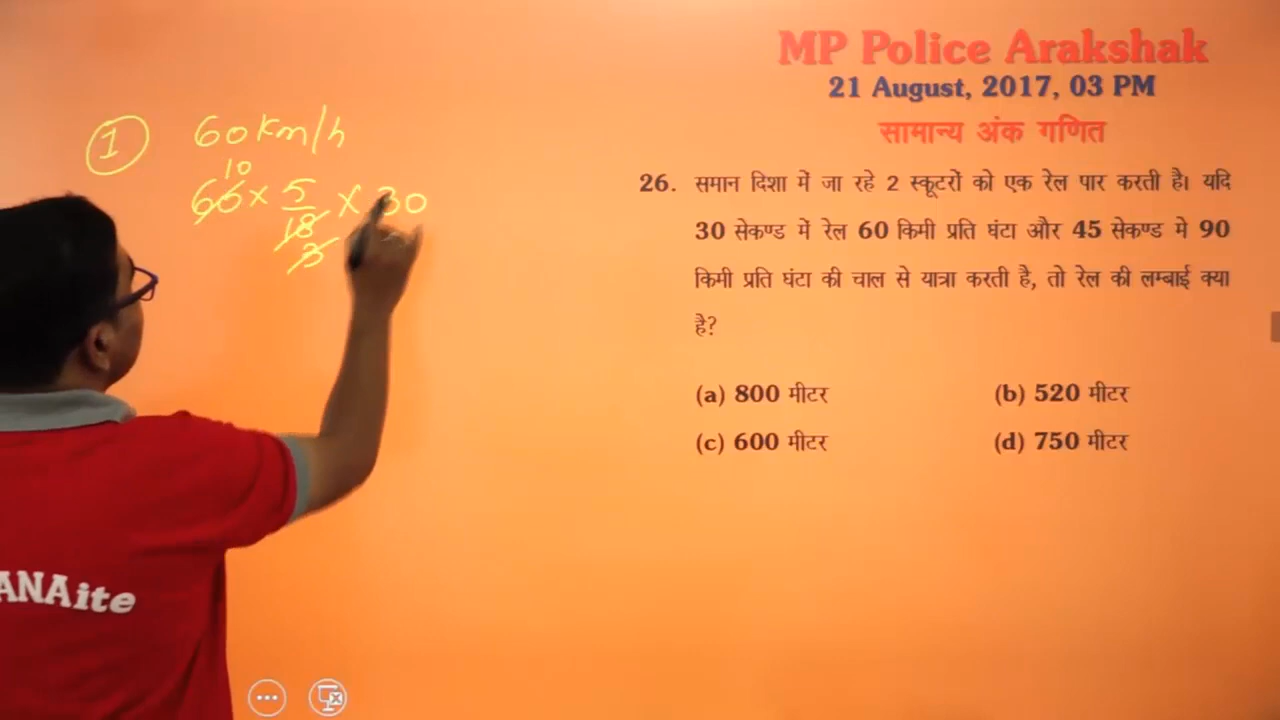 MP Police Arakshak
21 August, 2017, 03 PM
सामान्य अंक गणित
26. समान दिशा में जा रहे 2 स्कूटरों को एक रेल पार करती है। यदि
30 सेकण्ड में रेल 60 किमी प्रति घंटा और 45 सेकण्ड मे 90
किमी प्रति घंटा की चाल से यात्रा करती है, तो रेल की लम्बाई क्या
है?
(a) 800 मीटर (b) 520 मीटर
(c) 600 मीटर (d) 750 मीटर
1 60 km/h
10
60 × 5/18 × 30
3
ANAite